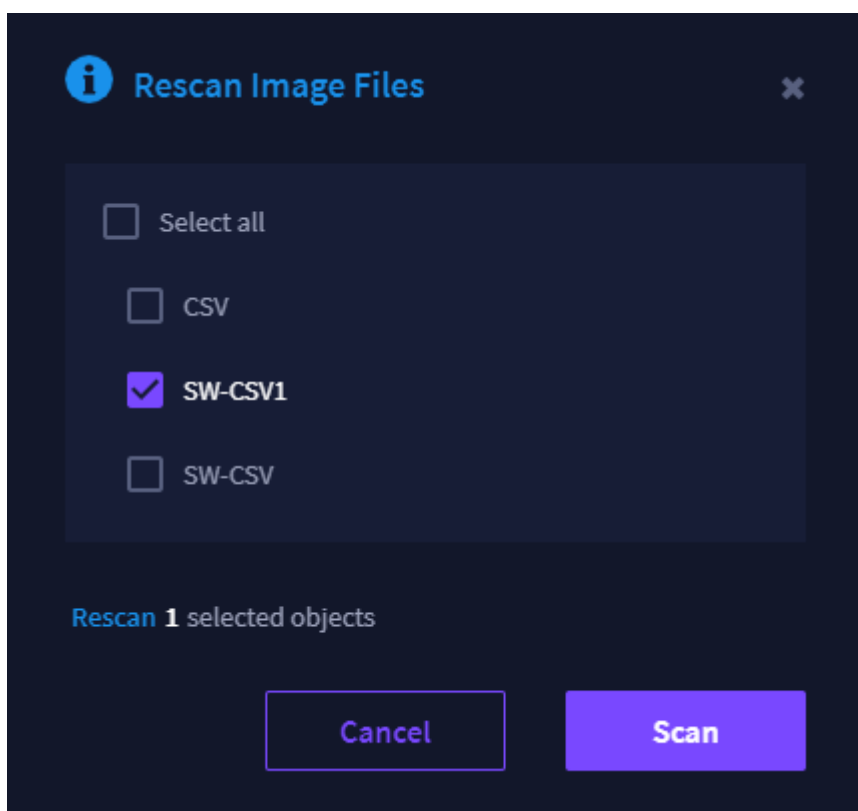 Rescan Image Files
Select all
CSV
SW-CSV1
SW-CSV
Rescan 1 selected objects
Cancel Scan